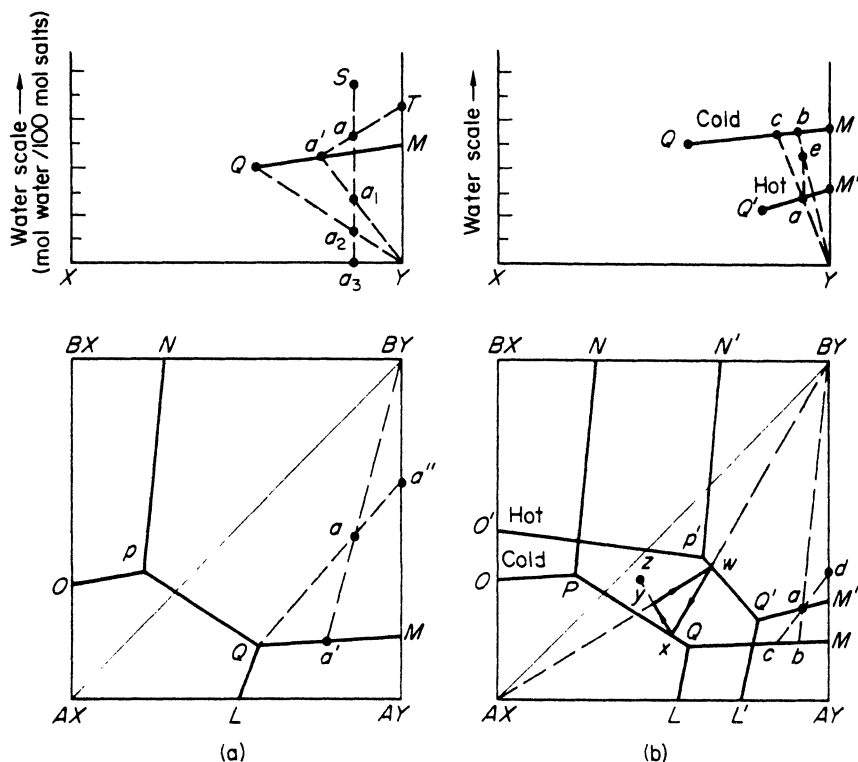 Water scale →
(mol water/100 mol salts)
S
T
a
a'
M
Q
a₁
a₂
X
a₃
Y
Water scale →
Cold
c
b
M
Q
e
Hot
M'
Q'
a
X
Y
BX
N
BY
a''
a
P
O
Q
M
a'
AX
L
AY
(a)
BX
N
N'
BY
O'
Hot
P'
Cold
z
w
d
O
P
y
Q'
a
M'
x
Q
c
b
M
AX
L
L'
AY
(b)